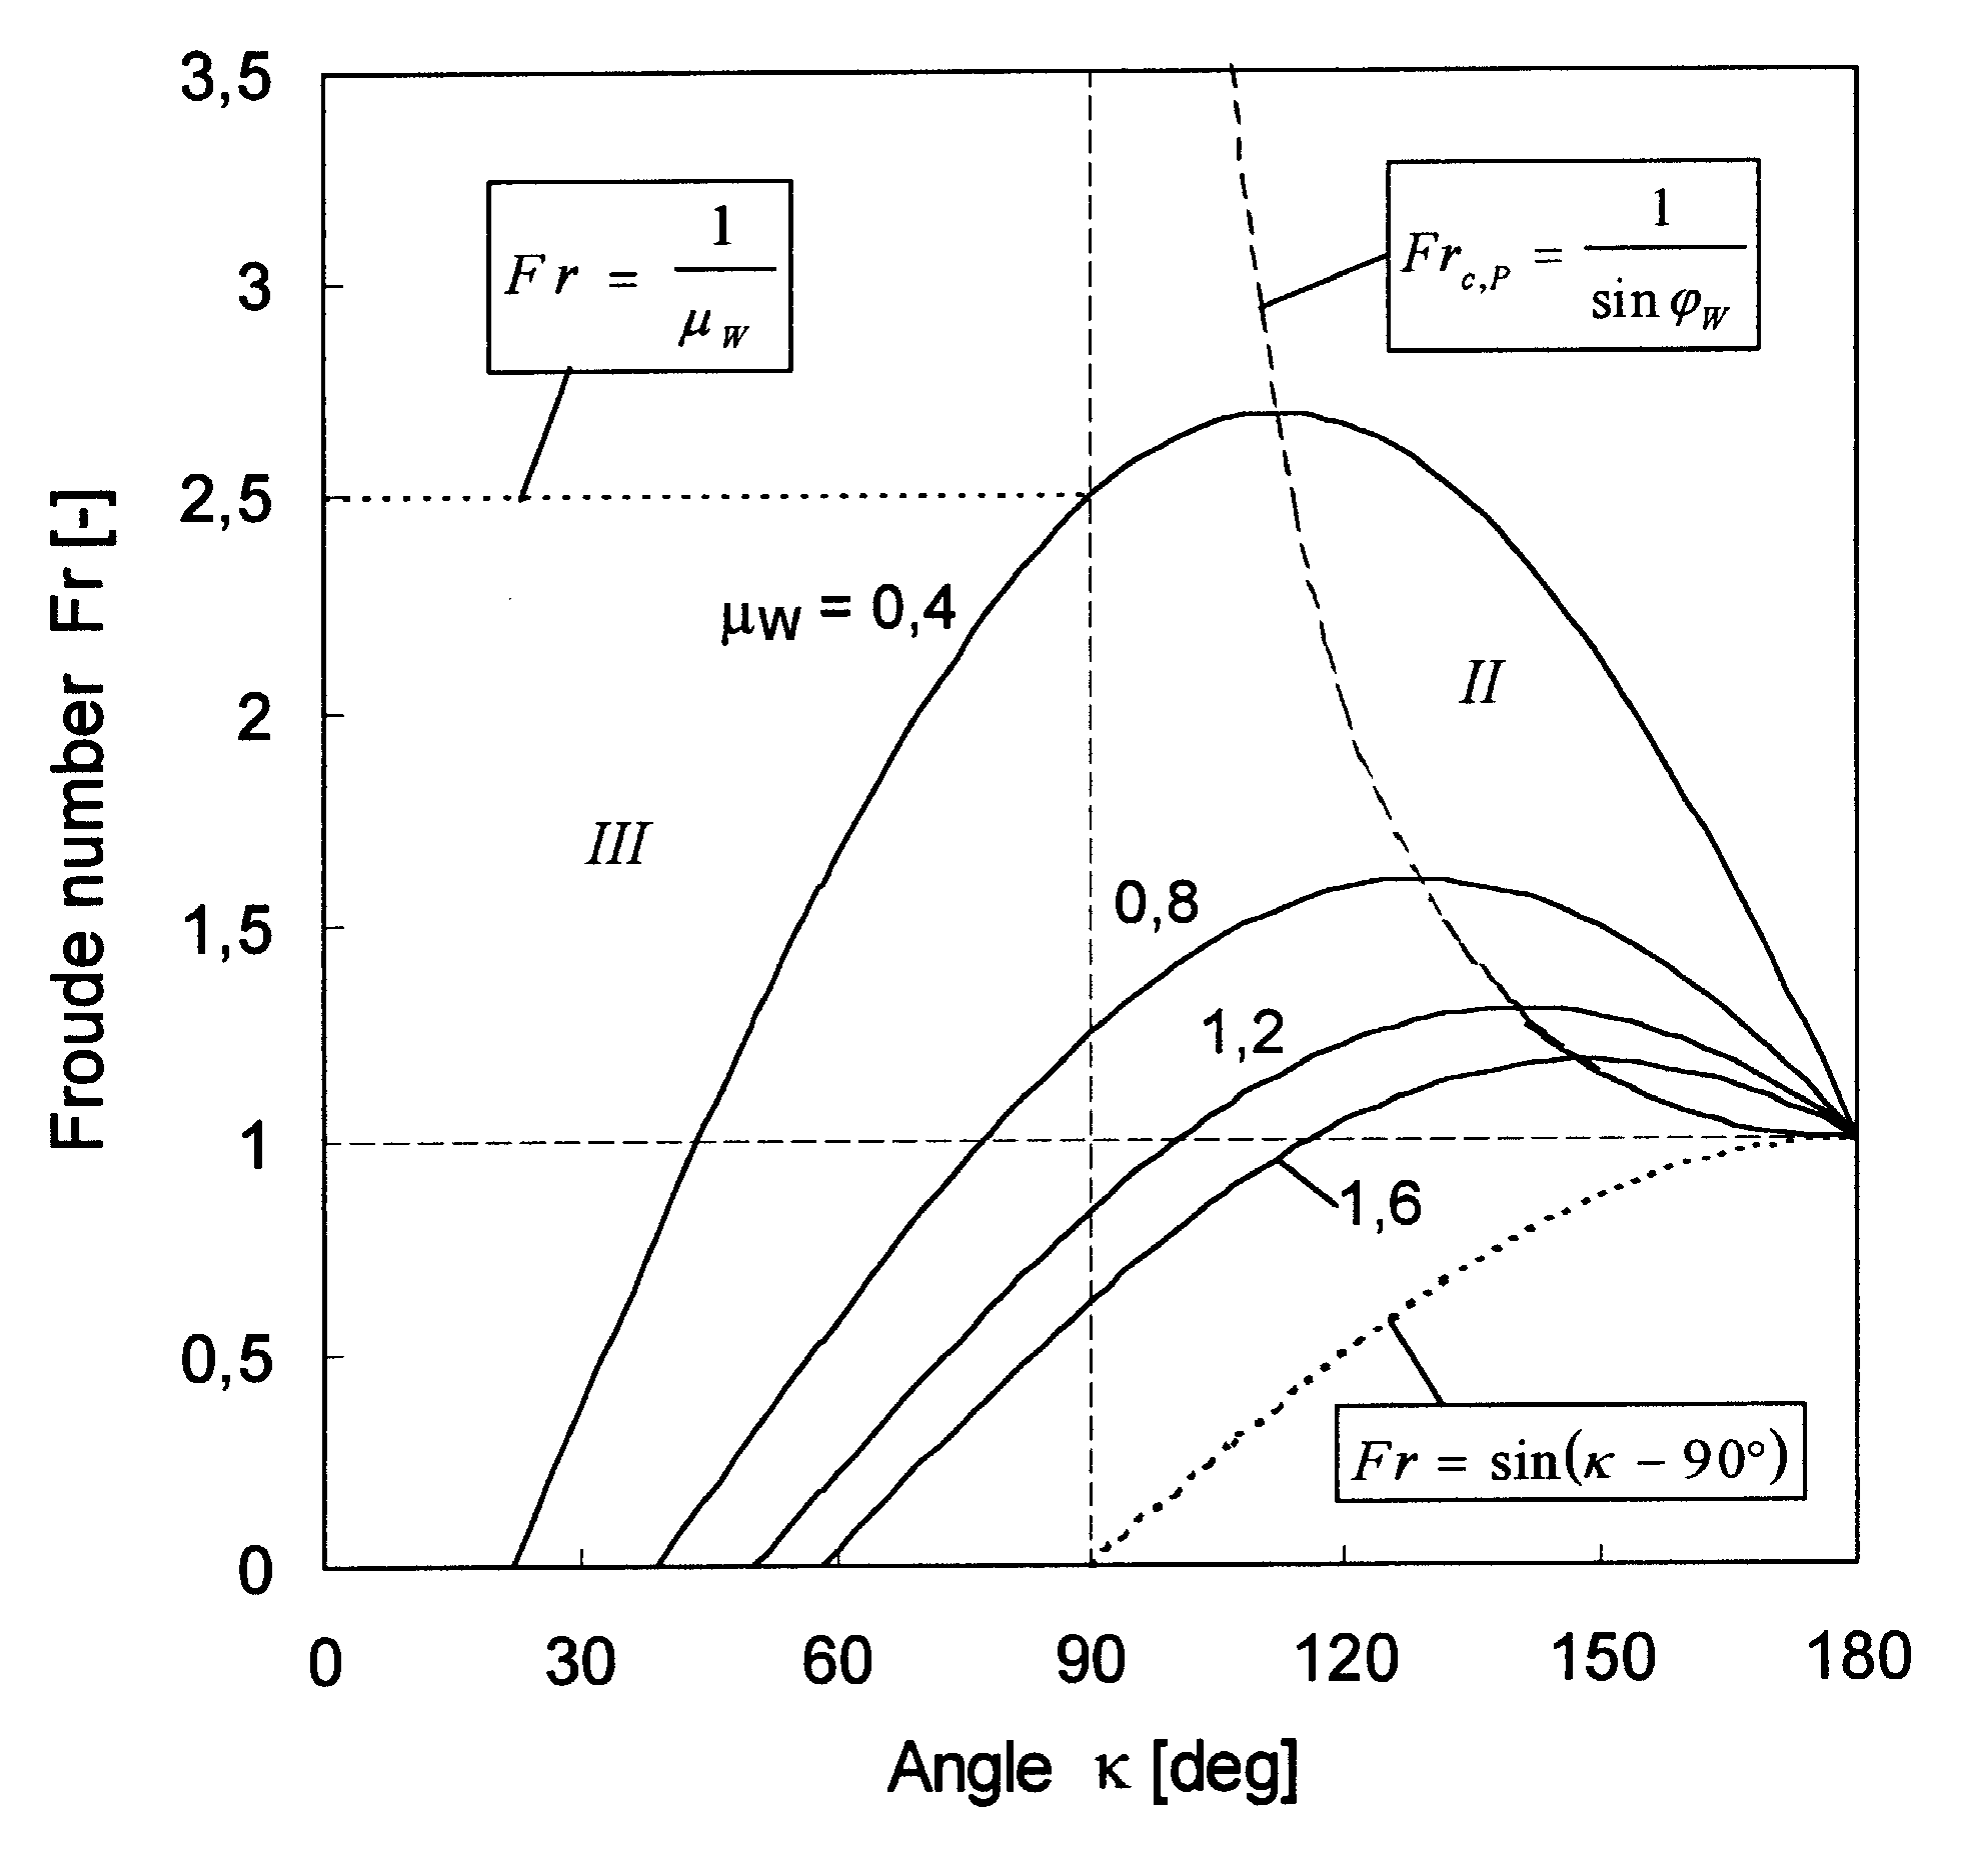 3,5
3
2,5
2
1,5
1
0,5
0
Froude number Fr [-]
Fr = 1/μ_W
Fr_c,P = 1/sin φ_W
μ_W = 0,4
II
III
0,8
1,2
1,6
Fr = sin(κ − 90°)
0 30 60 90 120 150 180
Angle κ [deg]